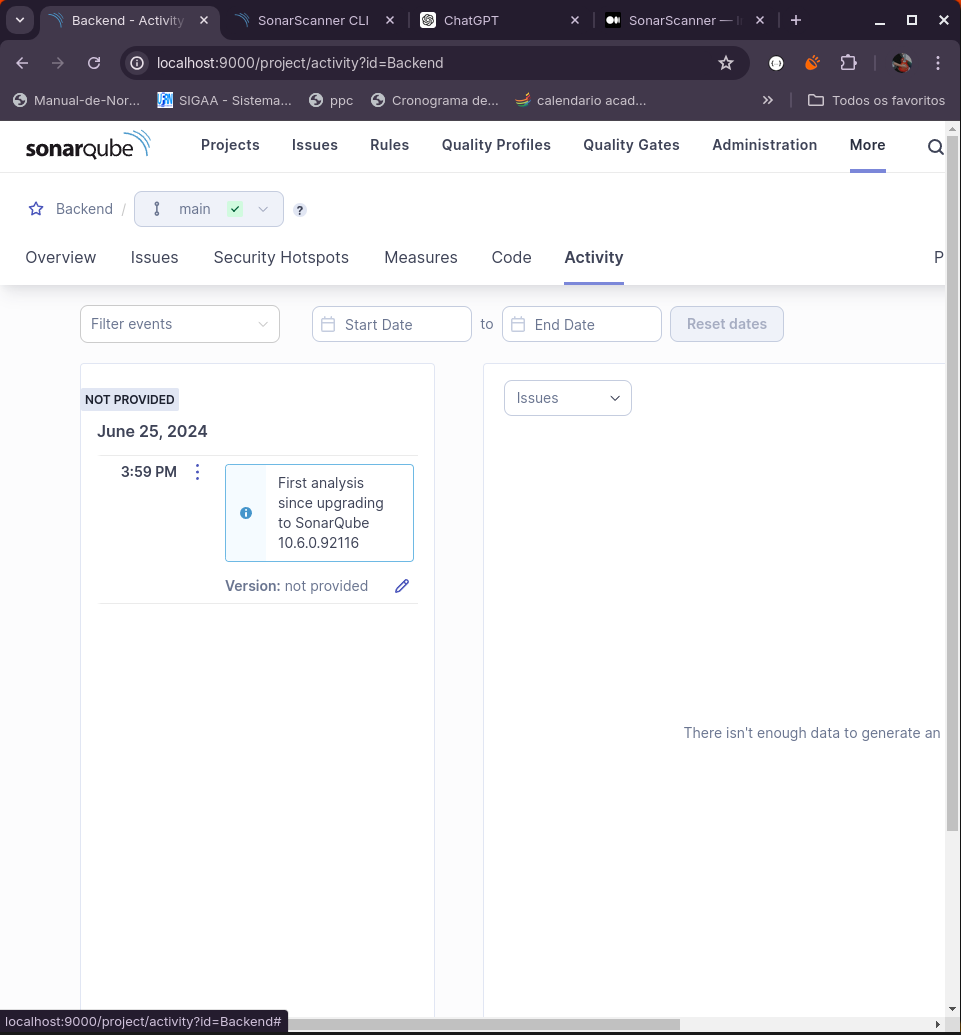 Backend - Activity
SonarScanner CLI
ChatGPT
SonarScanner —
localhost:9000/project/activity?id=Backend
Manual-de-Nor...
SIGAA - Sistema...
ppc
Cronograma de...
calendario acad...
Todos os favoritos
sonarqube
Projects
Issues
Rules
Quality Profiles
Quality Gates
Administration
More
Backend / main
?
Overview
Issues
Security Hotspots
Measures
Code
Activity
P
Filter events
Start Date
to
End Date
Reset dates
NOT PROVIDED
June 25, 2024
3:59 PM
First analysis
since upgrading
to SonarQube
10.6.0.92116
Version: not provided
Issues
There isn't enough data to generate an
localhost:9000/project/activity?id=Backend#